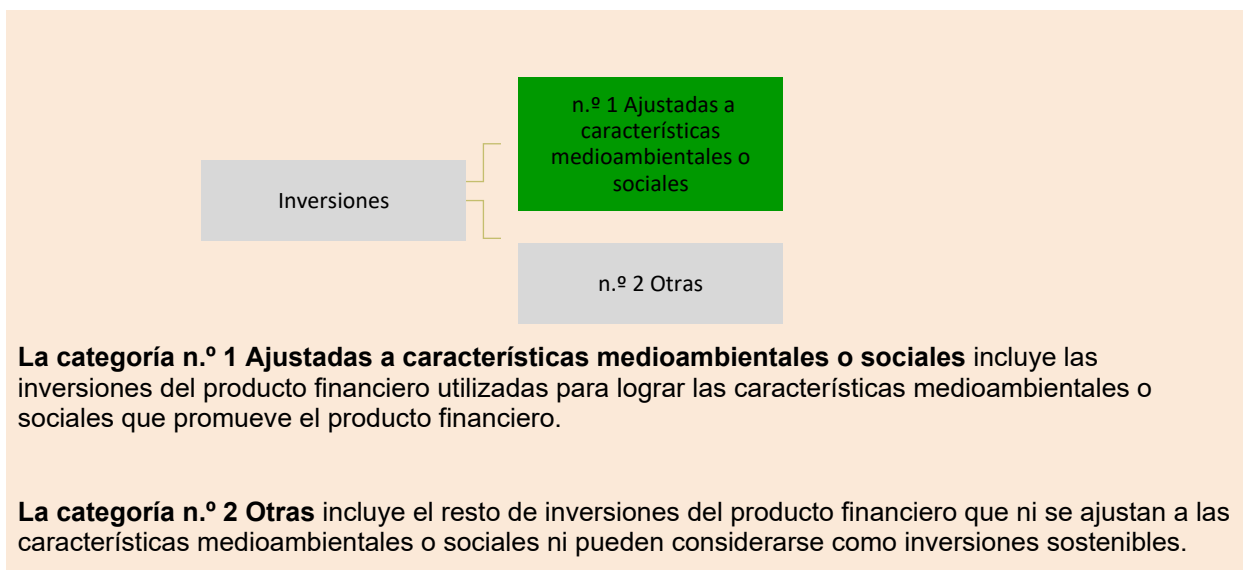 n.º 1 Ajustadas a
características
medioambientales o
sociales
Inversiones
n.º 2 Otras
La categoría n.º 1 Ajustadas a características medioambientales o sociales incluye las
inversiones del producto financiero utilizadas para lograr las características medioambientales o
sociales que promueve el producto financiero.
La categoría n.º 2 Otras incluye el resto de inversiones del producto financiero que ni se ajustan a las
características medioambientales o sociales ni pueden considerarse como inversiones sostenibles.